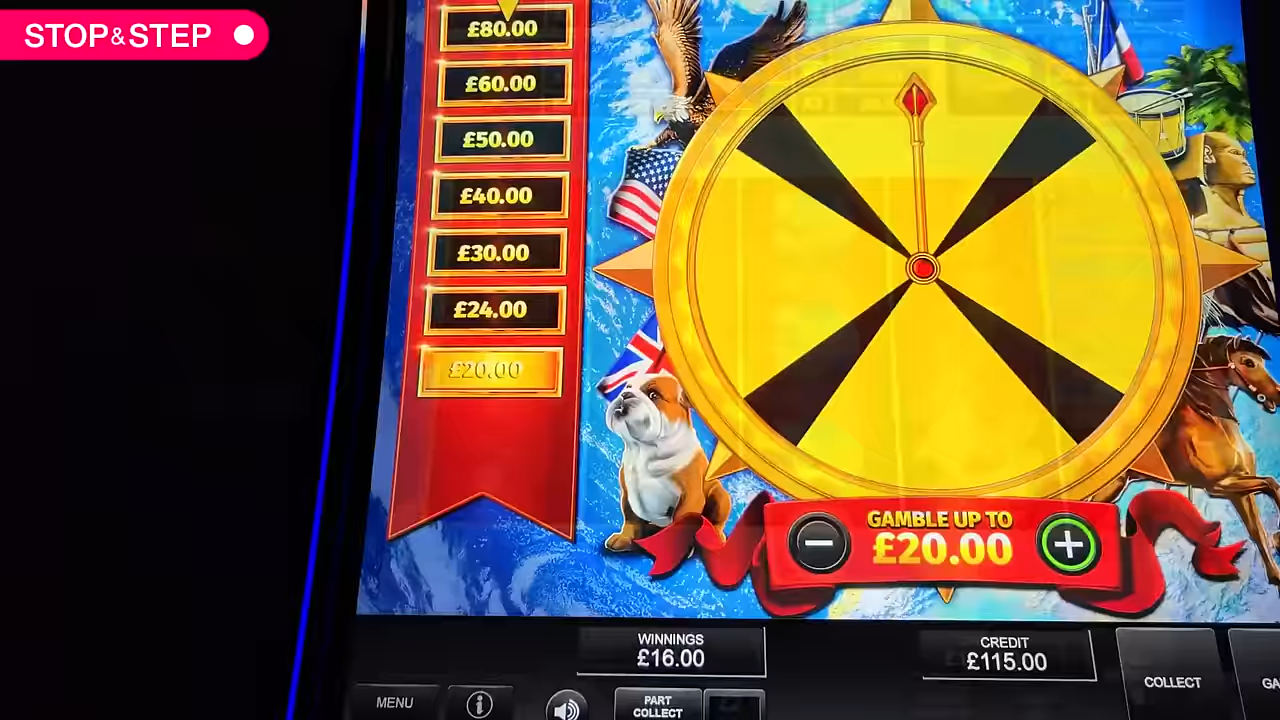 STOP&STEP
£80.00
£60.00
£50.00
£40.00
£30.00
£24.00
£20.00
GAMBLE UP TO
£20.00
WINNINGS
£16.00
CREDIT
£115.00
MENU
PART
COLLECT
COLLECT